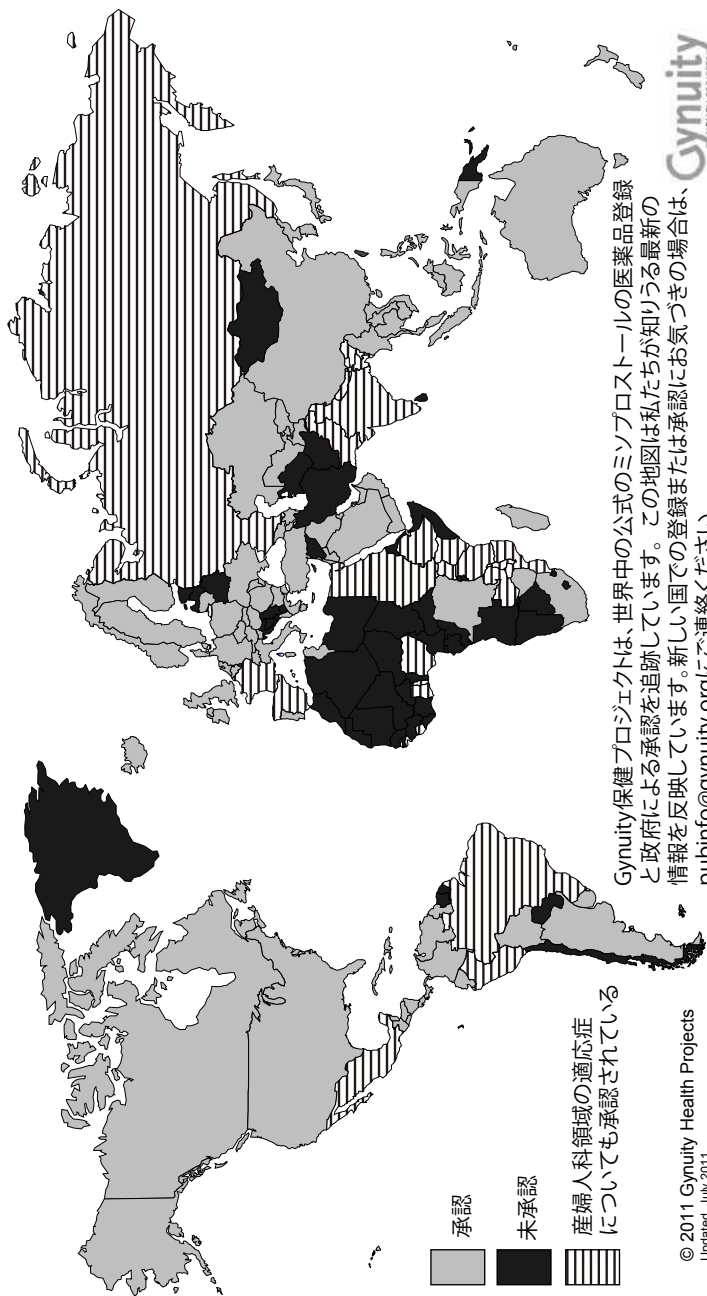 承認
未承認
産婦人科領域の適応症
についても承認されている
Gynuity保健プロジェクトは、世界中の公式のミソプロストールの医薬品登録
と政府による承認を追跡しています。この地図は私たちが知りうる最新の
情報を反映しています。新しい国での登録または承認にお気づきの場合は、
pubinfo@gynuity.orgにご連絡ください
© 2011 Gynuity Health Projects
Updated July 2011
Gynuity